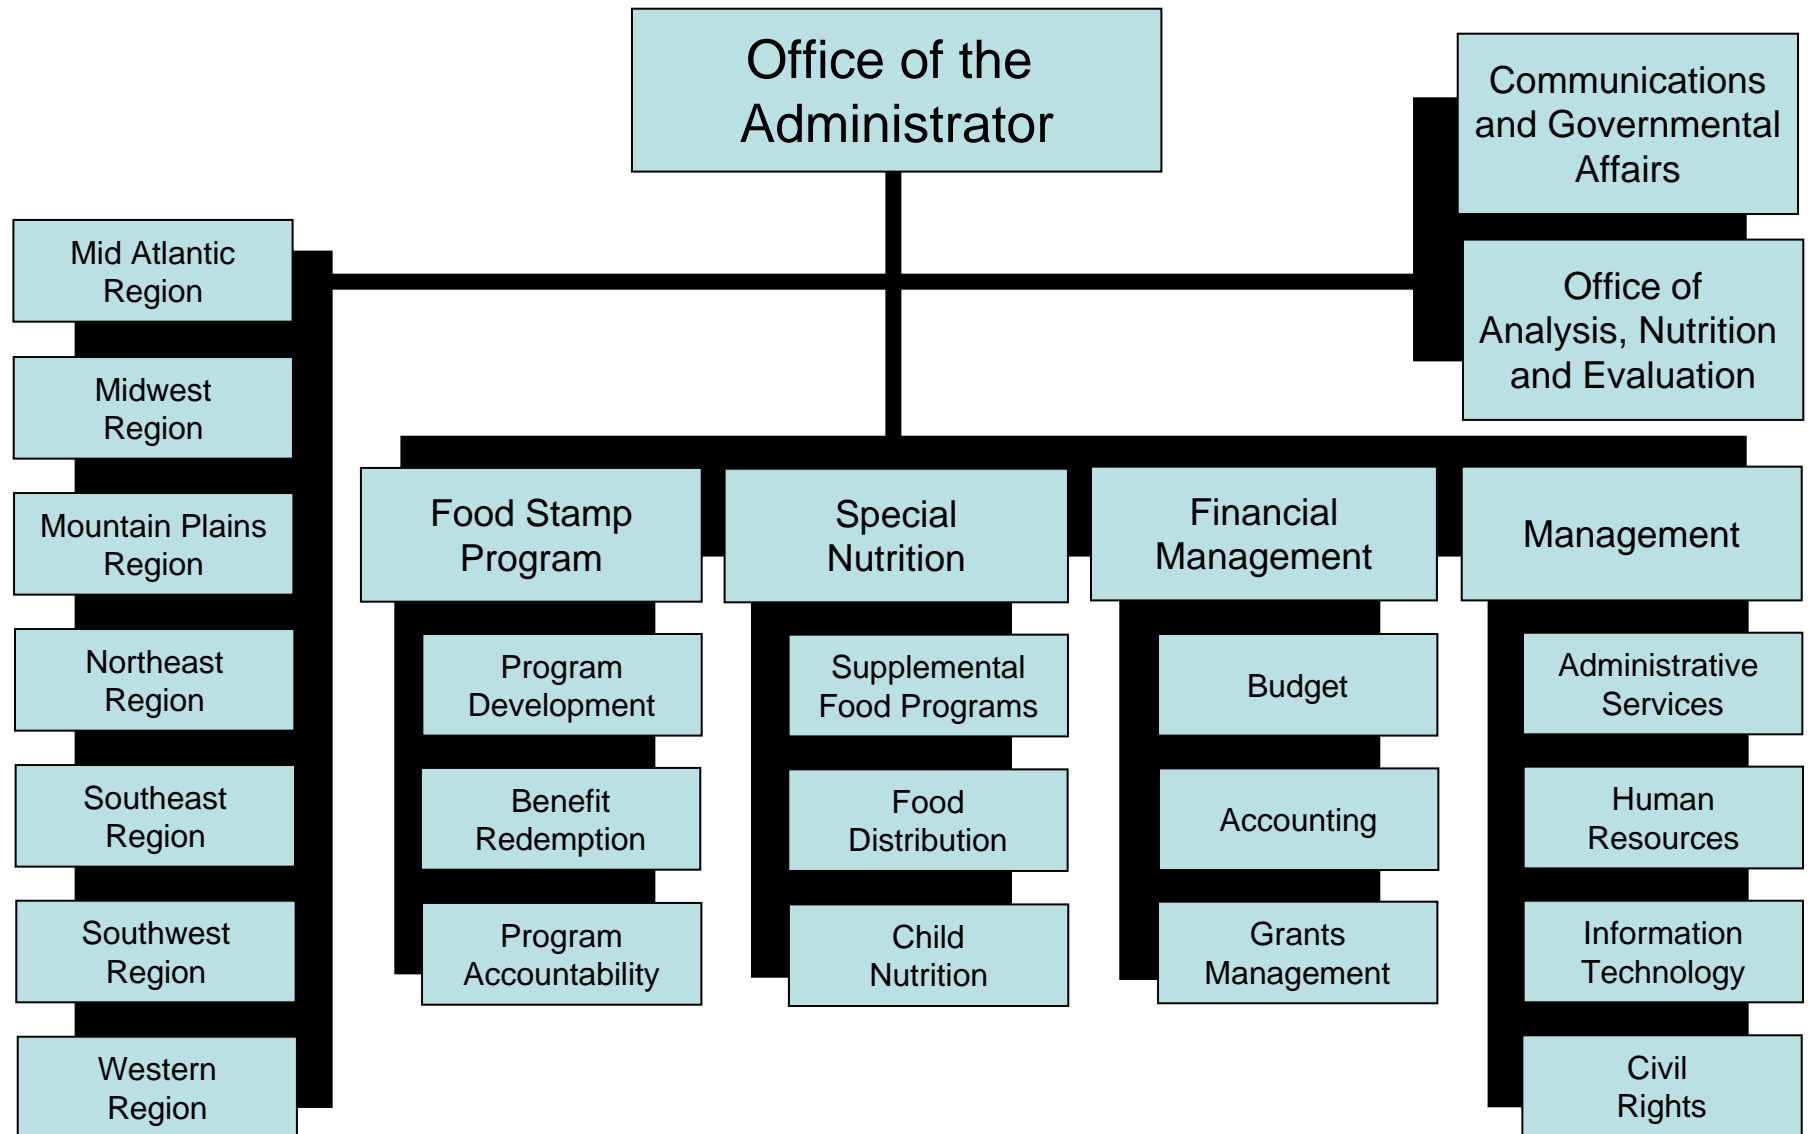 Office of the
Administrator
Communications
and Governmental
Affairs
Office of
Analysis, Nutrition
and Evaluation
Mid Atlantic
Region
Midwest
Region
Mountain Plains
Region
Northeast
Region
Southeast
Region
Southwest
Region
Western
Region
Food Stamp
Program
Program
Development
Benefit
Redemption
Program
Accountability
Special
Nutrition
Supplemental
Food Programs
Food
Distribution
Child
Nutrition
Financial
Management
Budget
Accounting
Grants
Management
Management
Administrative
Services
Human
Resources
Information
Technology
Civil
Rights